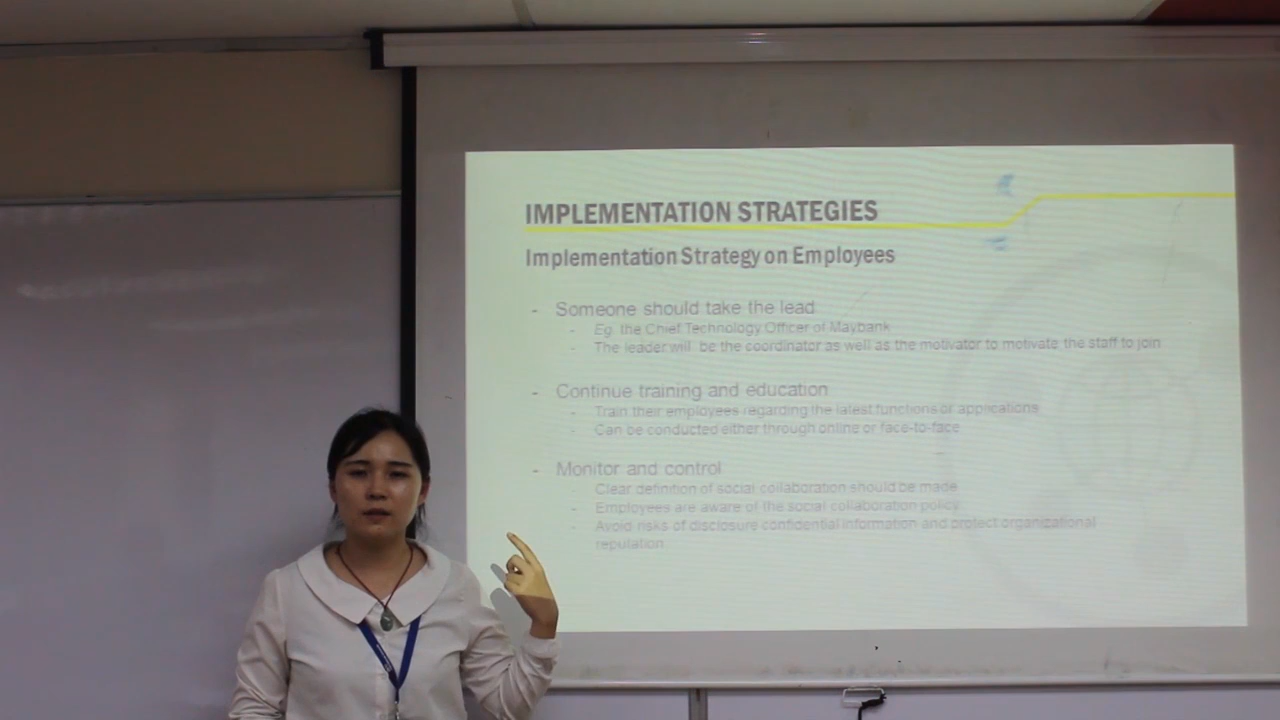 IMPLEMENTATION STRATEGIES
Implementation Strategy on Employees
- Someone should take the lead
- Eg. the Chief Technology Officer of Maybank
- The leader will be the coordinator as well as the motivator to motivate the staff to join
- Continue training and education
- Train their employees regarding the latest functions or applications
- Can be conducted either through online or face-to-face
- Monitor and control
- Clear definition of social collaboration should be made
- Employees are aware of the social collaboration policy
- Avoid risks of disclosure confidential information and protect organizational
reputation